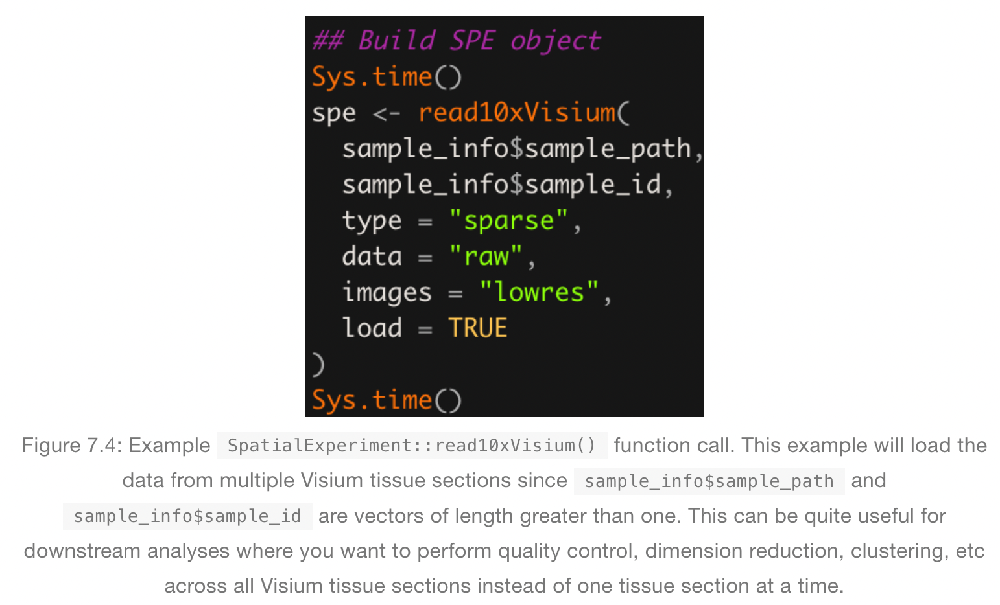 ## Build SPE object
Sys.time()
spe <- read10xVisium(
  sample_info$sample_path,
  sample_info$sample_id,
  type = "sparse",
  data = "raw",
  images = "lowres",
  load = TRUE
)
Sys.time()
Figure 7.4: Example SpatialExperiment::read10xVisium() function call. This example will load the
data from multiple Visium tissue sections since sample_info$sample_path and
sample_info$sample_id are vectors of length greater than one. This can be quite useful for
downstream analyses where you want to perform quality control, dimension reduction, clustering, etc
across all Visium tissue sections instead of one tissue section at a time.